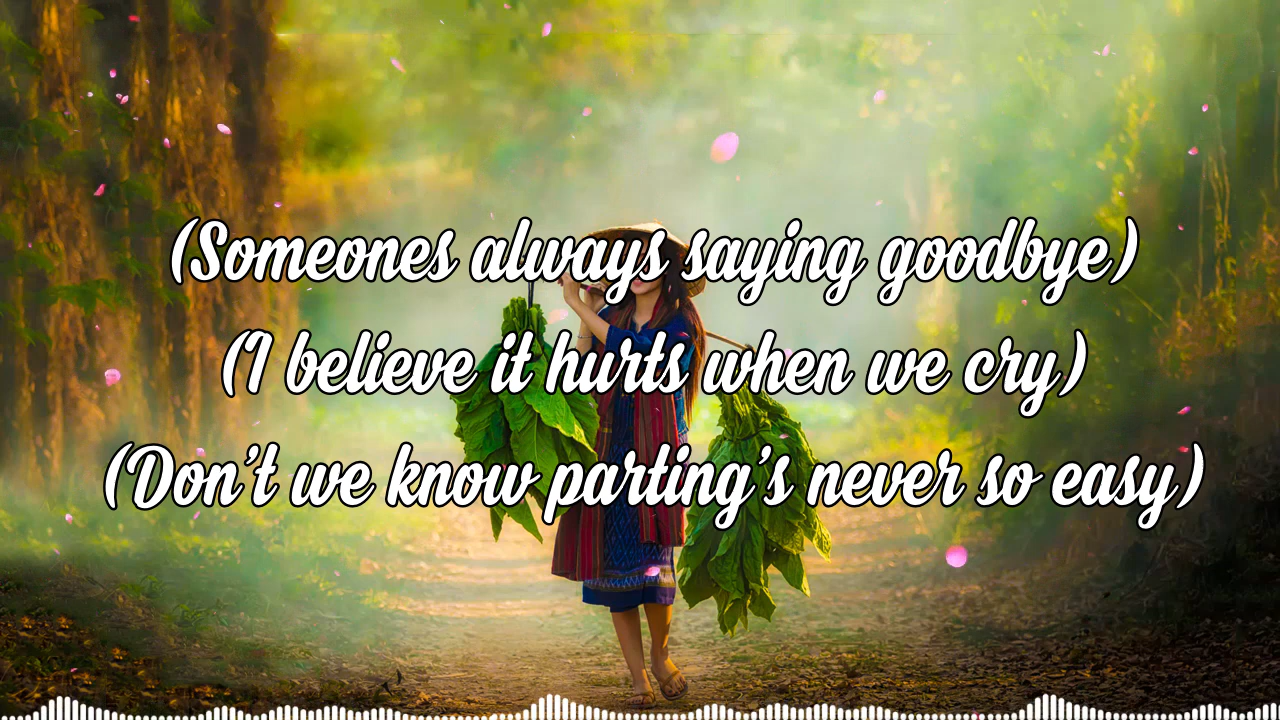 (Someones always saying goodbye)
(I believe it hurts when we cry)
(Don't we know parting's never so easy)